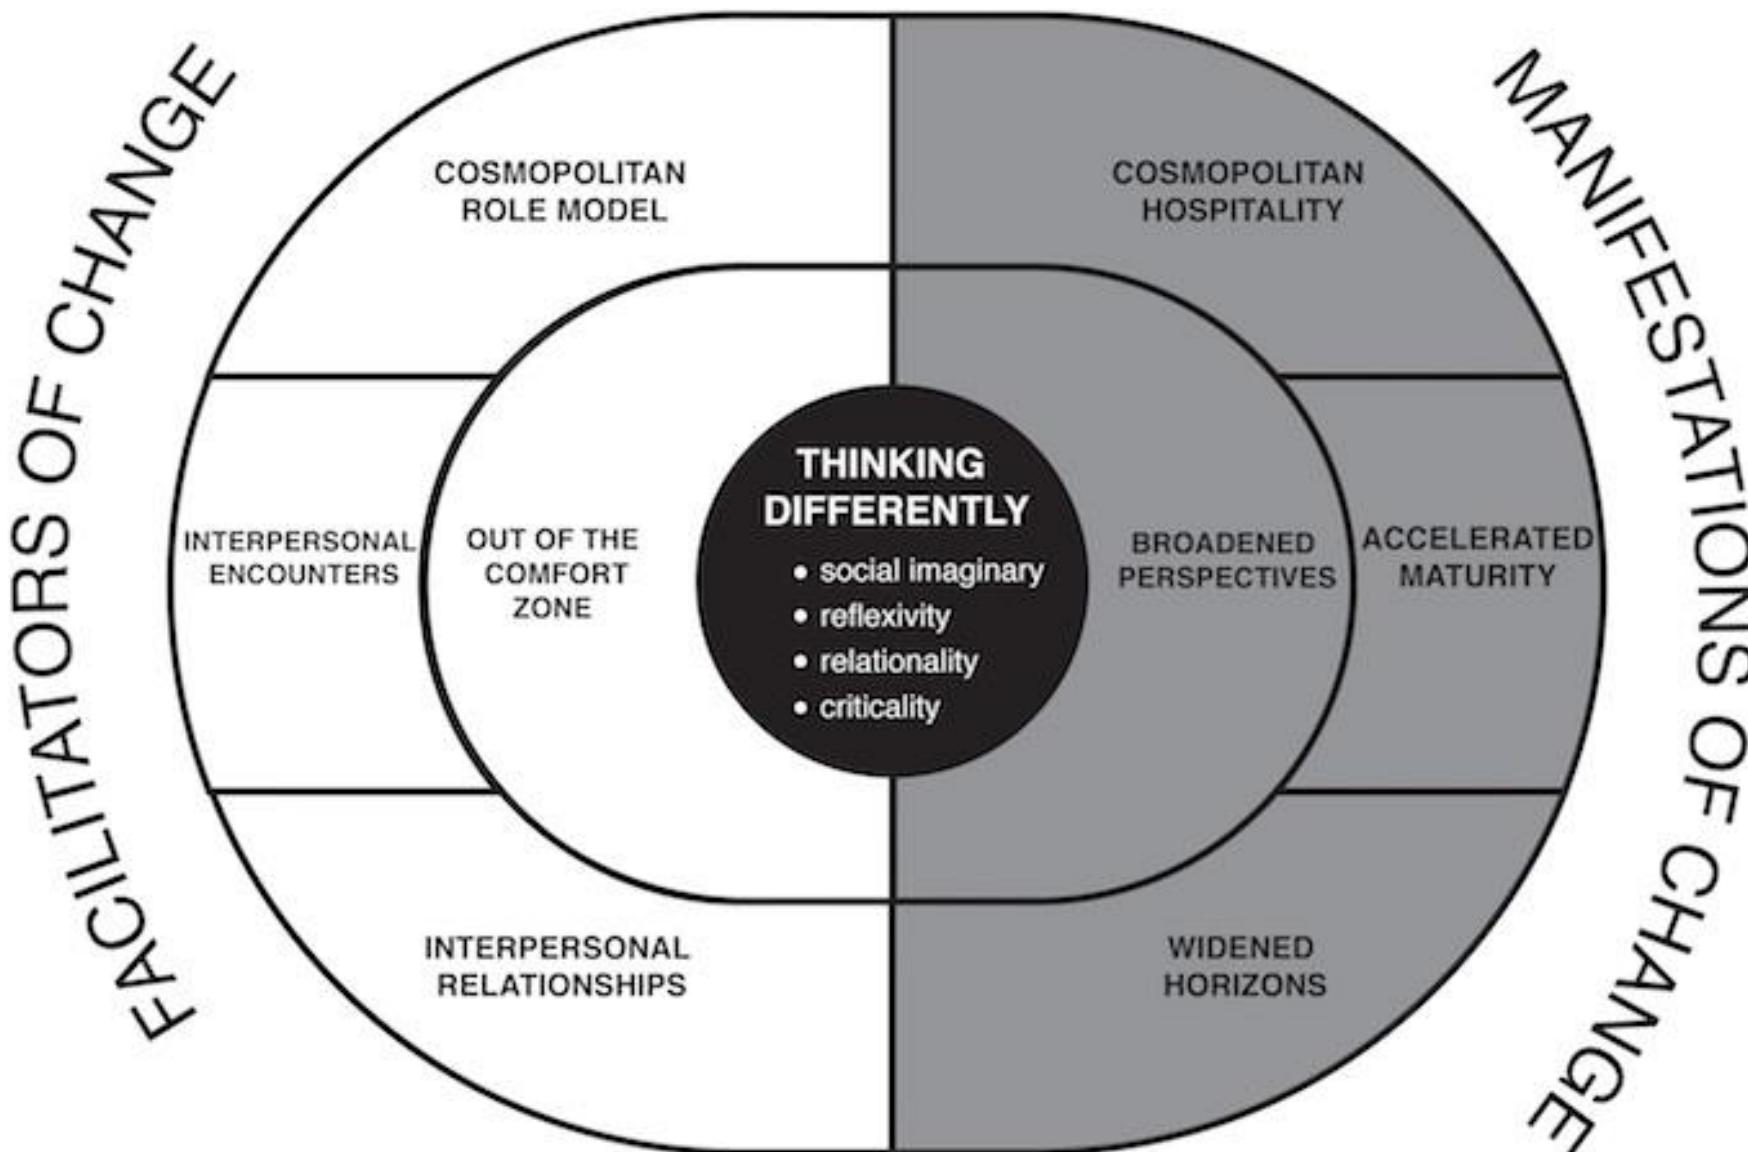 FACILITATORS OF CHANGE
COSMOPOLITAN
ROLE MODEL
INTERPERSONAL
ENCOUNTERS
OUT OF THE
COMFORT
ZONE
INTERPERSONAL
RELATIONSHIPS
THINKING
DIFFERENTLY
• social imaginary
• reflexivity
• relationality
• criticality
COSMOPOLITAN
HOSPITALITY
BROADENED
PERSPECTIVES
ACCELERATED
MATURITY
WIDENED
HORIZONS
MANIFESTATIONS OF CHANGE